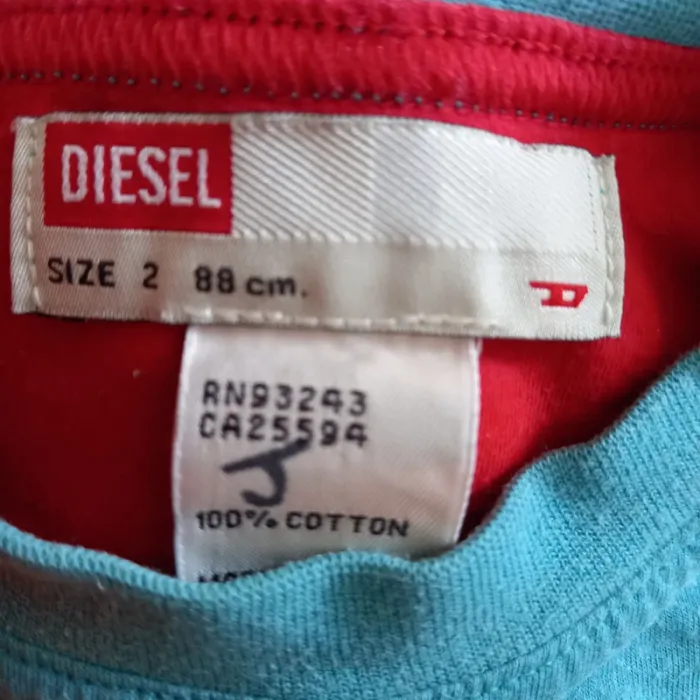 DIESEL
SIZE 2 88 cm.
RN93243
CA25594
J
100% COTTON